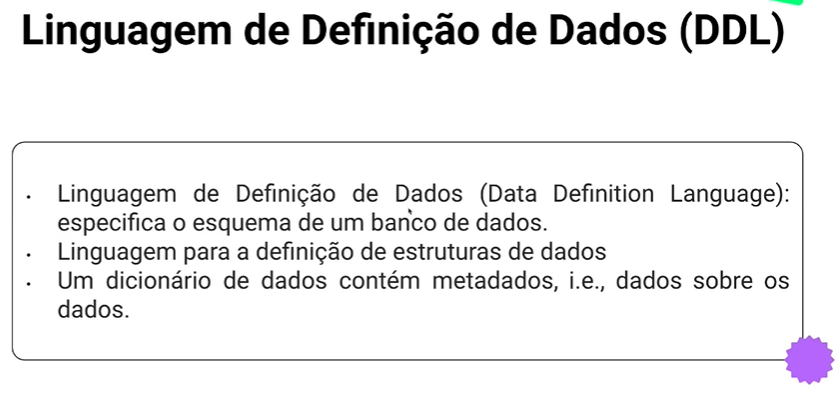 Linguagem de Definição de Dados (DDL)
· Linguagem de Definição de Dados (Data Definition Language):
especifica o esquema de um banco de dados.
· Linguagem para a definição de estruturas de dados
· Um dicionário de dados contém metadados, i.e., dados sobre os
dados.